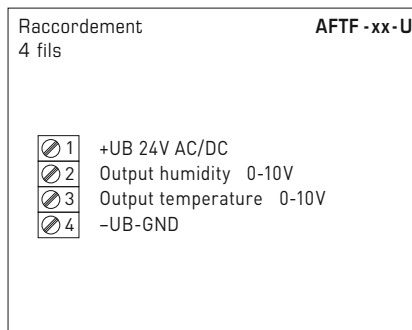 Raccordement AFTF-xx-U
4 fils
1 +UB 24V AC/DC
2 Output humidity 0-10V
3 Output temperature 0-10V
4 –UB-GND